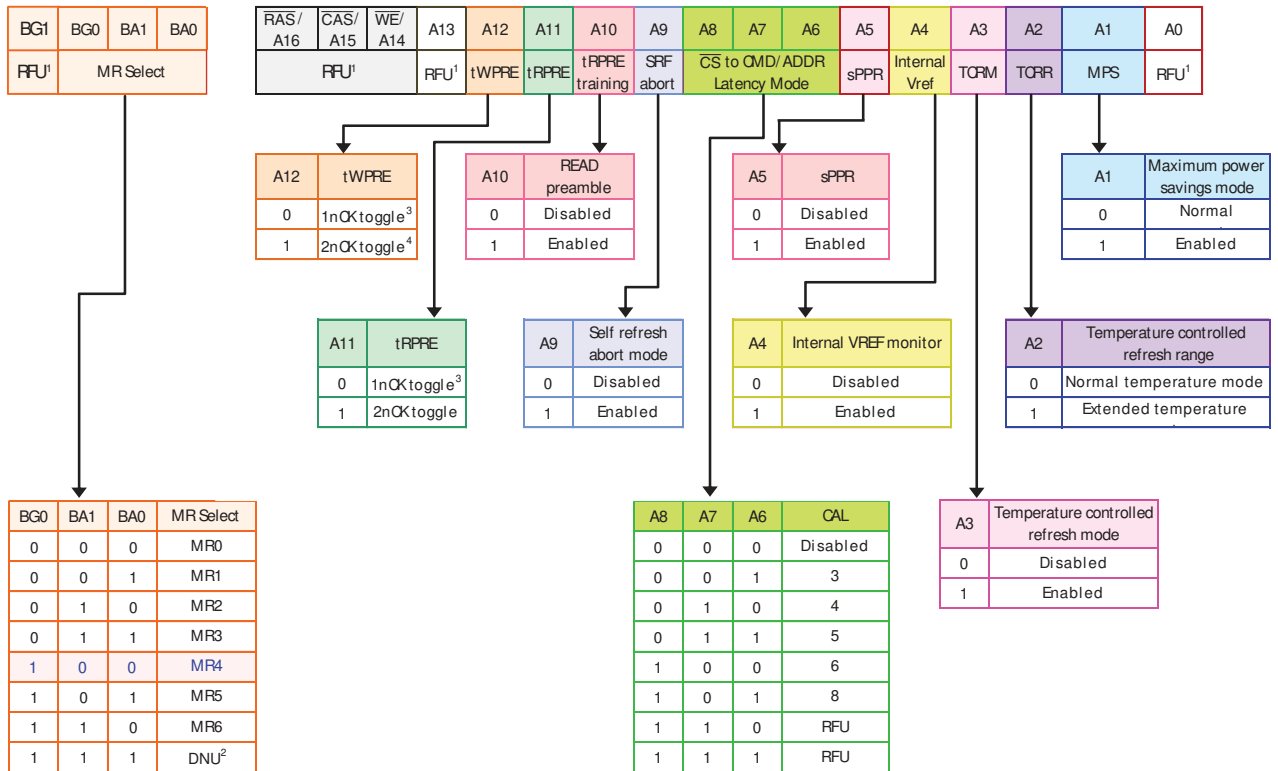 BG1 BG0 BA1 BA0
RFU¹ MR Select
RAS/ A16 CAS/ A15 WE/ A14 A13 A12 A11 A10 A9 A8 A7 A6 A5 A4 A3 A2 A1 A0
RFU¹ RFU¹ tWPRE tRPRE tRPRE training SRF abort CS to CMD/ADDR Latency Mode sPPR Internal Vref TCRM TCRR MPS RFU¹
A12 tWPRE
0 1nCK toggle³
1 2nCK toggle⁴
A10 READ preamble
0 Disabled
1 Enabled
A5 sPPR
0 Disabled
1 Enabled
A1 Maximum power savings mode
0 Normal
1 Enabled
A11 tRPRE
0 1nCK toggle³
1 2nCK toggle
A9 Self refresh abort mode
0 Disabled
1 Enabled
A4 Internal VREF monitor
0 Disabled
1 Enabled
A2 Temperature controlled refresh range
0 Normal temperature mode
1 Extended temperature
BG0 BA1 BA0 MR Select
0 0 0 MR0
0 0 1 MR1
0 1 0 MR2
0 1 1 MR3
1 0 0 MR4
1 0 1 MR5
1 1 0 MR6
1 1 1 DNU²
A8 A7 A6 CAL
0 0 0 Disabled
0 0 1 3
0 1 0 4
0 1 1 5
1 0 0 6
1 0 1 8
1 1 0 RFU
1 1 1 RFU
A3 Temperature controlled refresh mode
0 Disabled
1 Enabled